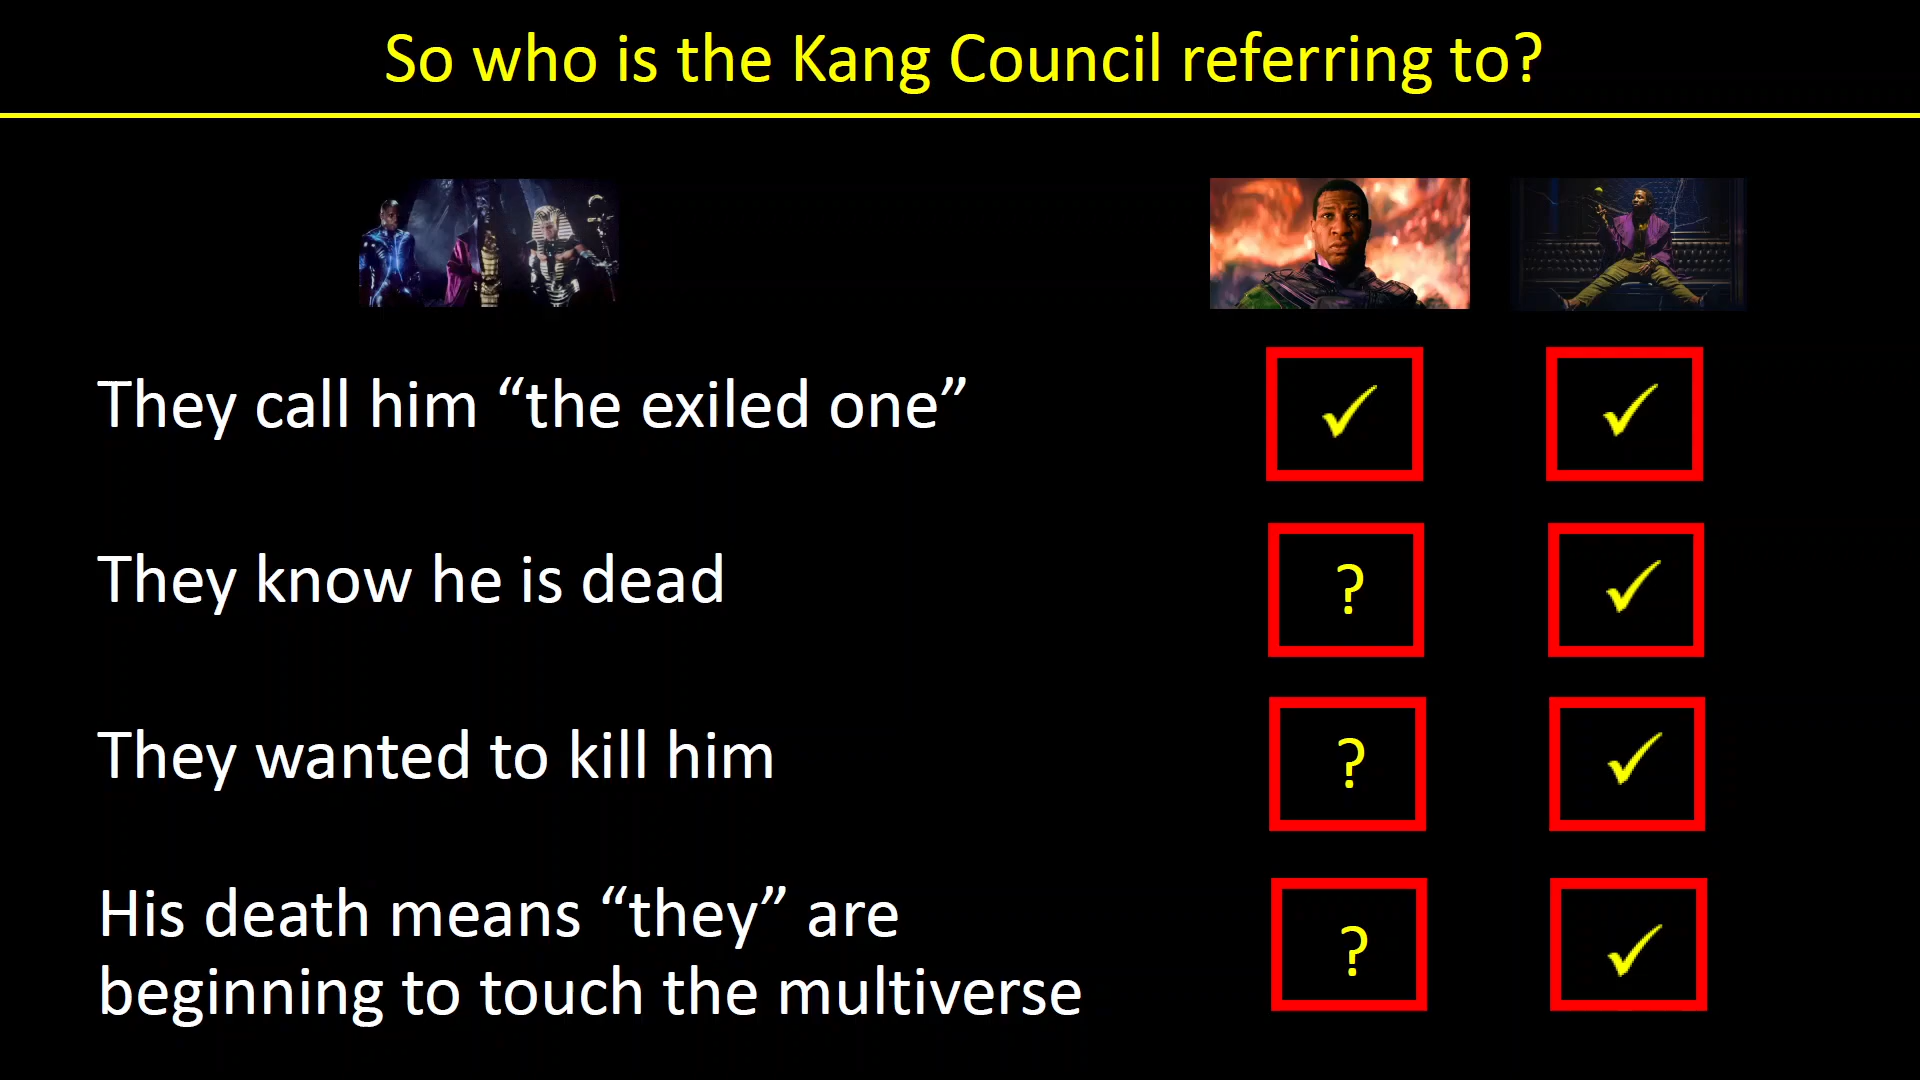 So who is the Kang Council referring to?
They call him “the exiled one”
✓ ✓
They know he is dead
? ✓
They wanted to kill him
? ✓
His death means “they” are
beginning to touch the multiverse
? ✓